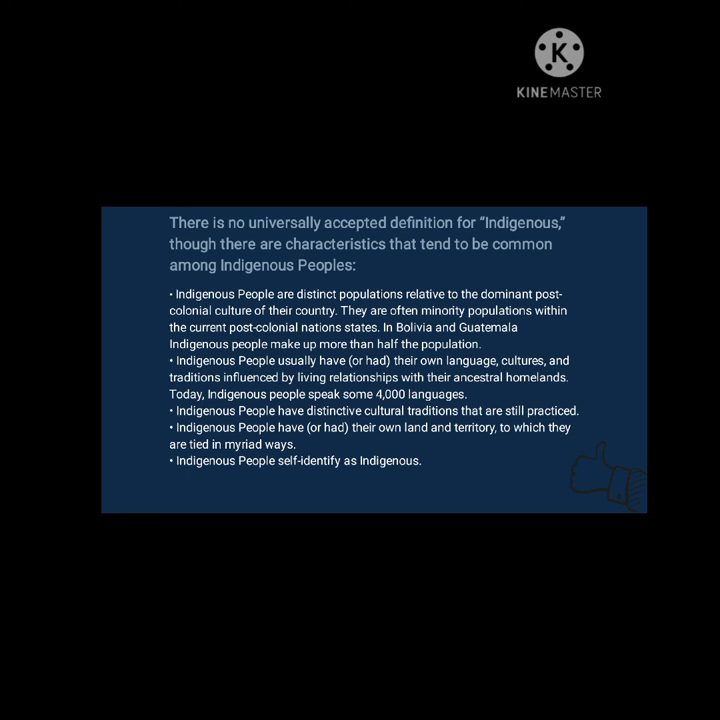 KINEMASTER
There is no universally accepted definition for “Indigenous,”
though there are characteristics that tend to be common
among Indigenous Peoples:
• Indigenous People are distinct populations relative to the dominant post-
colonial culture of their country. They are often minority populations within
the current post-colonial nations states. In Bolivia and Guatemala
Indigenous people make up more than half the population.
• Indigenous People usually have (or had) their own language, cultures, and
traditions influenced by living relationships with their ancestral homelands.
Today, Indigenous people speak some 4,000 languages.
• Indigenous People have distinctive cultural traditions that are still practiced.
• Indigenous People have (or had) their own land and territory, to which they
are tied in myriad ways.
• Indigenous People self-identify as Indigenous.